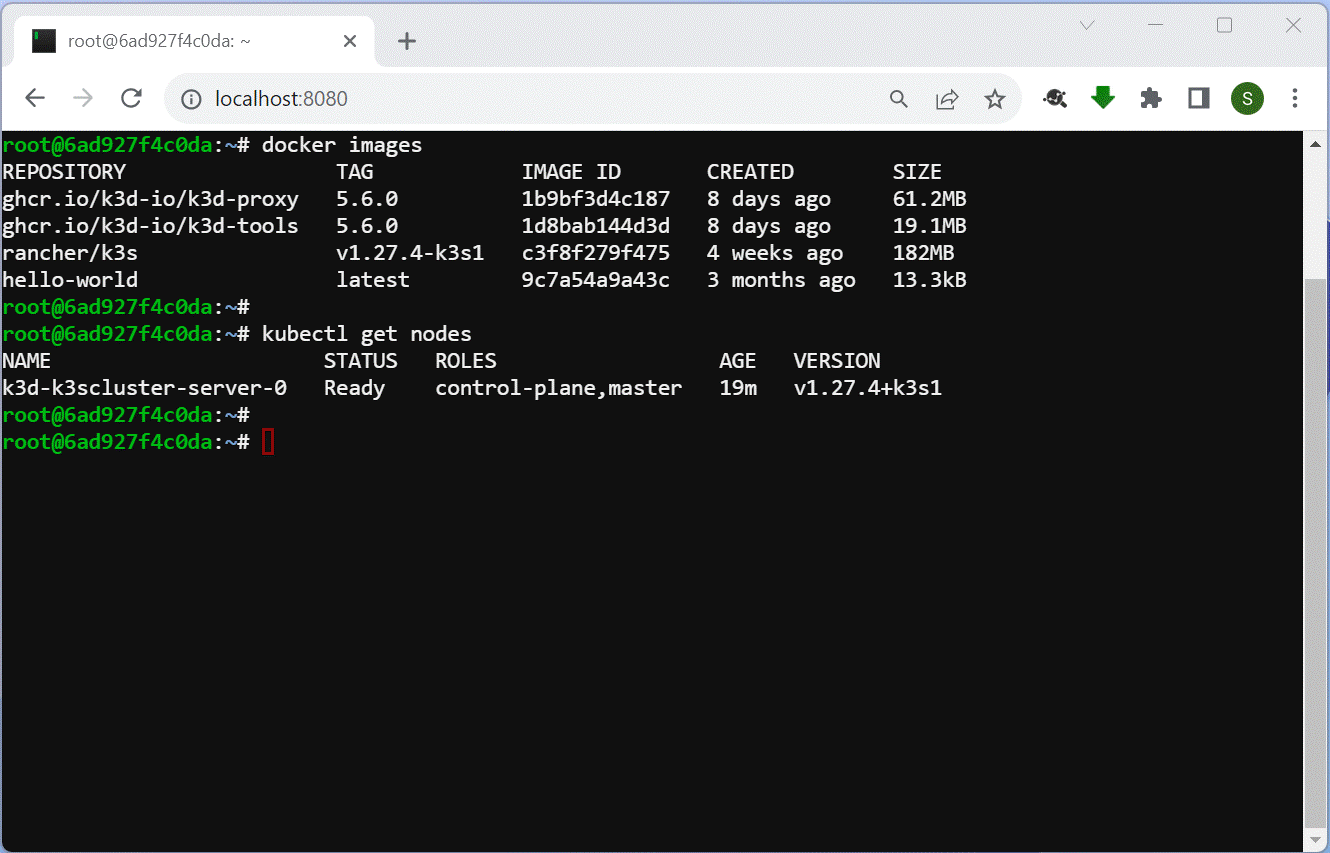 root@6ad927f4c0da: ~
localhost:8080
S
root@6ad927f4c0da:~# docker images
REPOSITORY                 TAG            IMAGE ID       CREATED        SIZE
ghcr.io/k3d-io/k3d-proxy   5.6.0          1b9bf3d4c187   8 days ago     61.2MB
ghcr.io/k3d-io/k3d-tools   5.6.0          1d8bab144d3d   8 days ago     19.1MB
rancher/k3s                v1.27.4-k3s1   c3f8f279f475   4 weeks ago    182MB
hello-world                latest         9c7a54a9a43c   3 months ago   13.3kB
root@6ad927f4c0da:~#
root@6ad927f4c0da:~# kubectl get nodes
NAME                      STATUS   ROLES                  AGE   VERSION
k3d-k3scluster-server-0   Ready    control-plane,master   19m   v1.27.4+k3s1
root@6ad927f4c0da:~#
root@6ad927f4c0da:~#